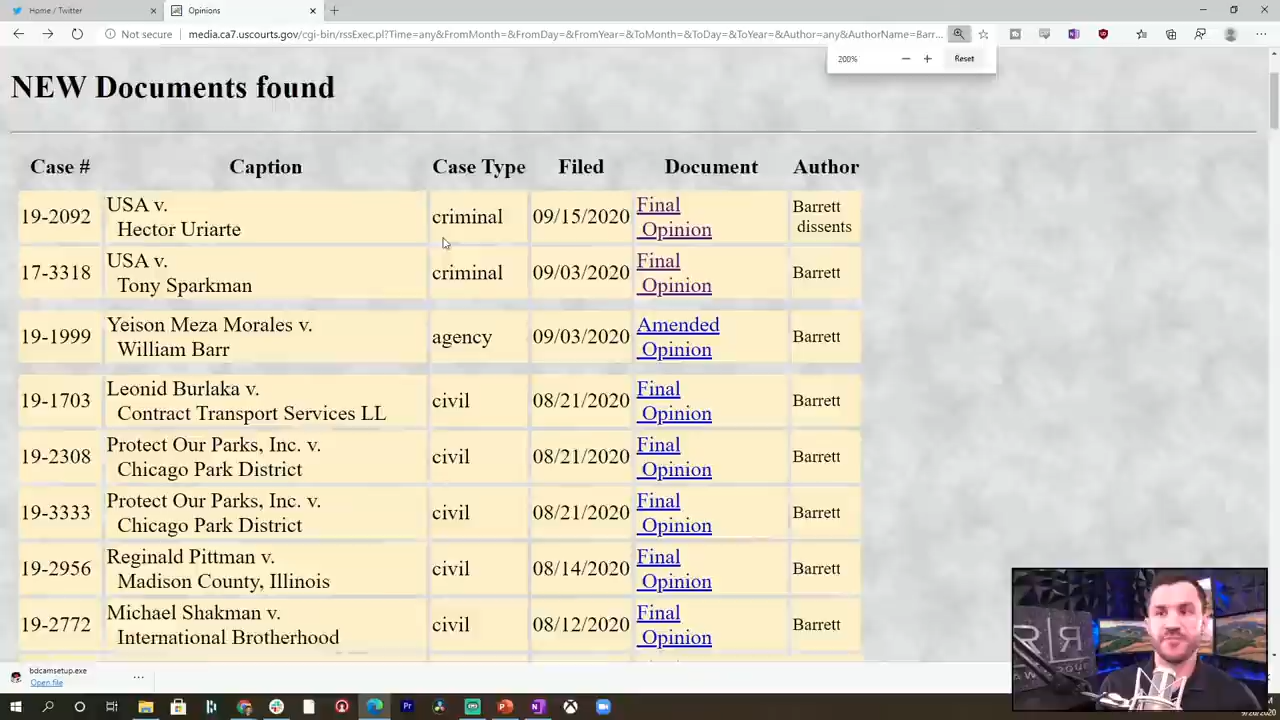 Home / Twitter
Opinions
Not secure
media.ca7.uscourts.gov/cgi-bin/rssExec.pl?Time=any&FromMonth=&FromDay=&FromYear=&ToMonth=&ToDay=&ToYear=&Author=any&AuthorName=Barr...
200%
Reset
NEW Documents found
Case # Caption Case Type Filed Document Author
19-2092 USA v. Hector Uriarte criminal 09/15/2020 Final Opinion Barrett dissents
17-3318 USA v. Tony Sparkman criminal 09/03/2020 Final Opinion Barrett
19-1999 Yeison Meza Morales v. William Barr agency 09/03/2020 Amended Opinion Barrett
19-1703 Leonid Burlaka v. Contract Transport Services LL civil 08/21/2020 Final Opinion Barrett
19-2308 Protect Our Parks, Inc. v. Chicago Park District civil 08/21/2020 Final Opinion Barrett
19-3333 Protect Our Parks, Inc. v. Chicago Park District civil 08/21/2020 Final Opinion Barrett
19-2956 Reginald Pittman v. Madison County, Illinois civil 08/14/2020 Final Opinion Barrett
19-2772 Michael Shakman v. International Brotherhood civil 08/12/2020 Final Opinion Barrett
bdcamsetup.exe
Open file